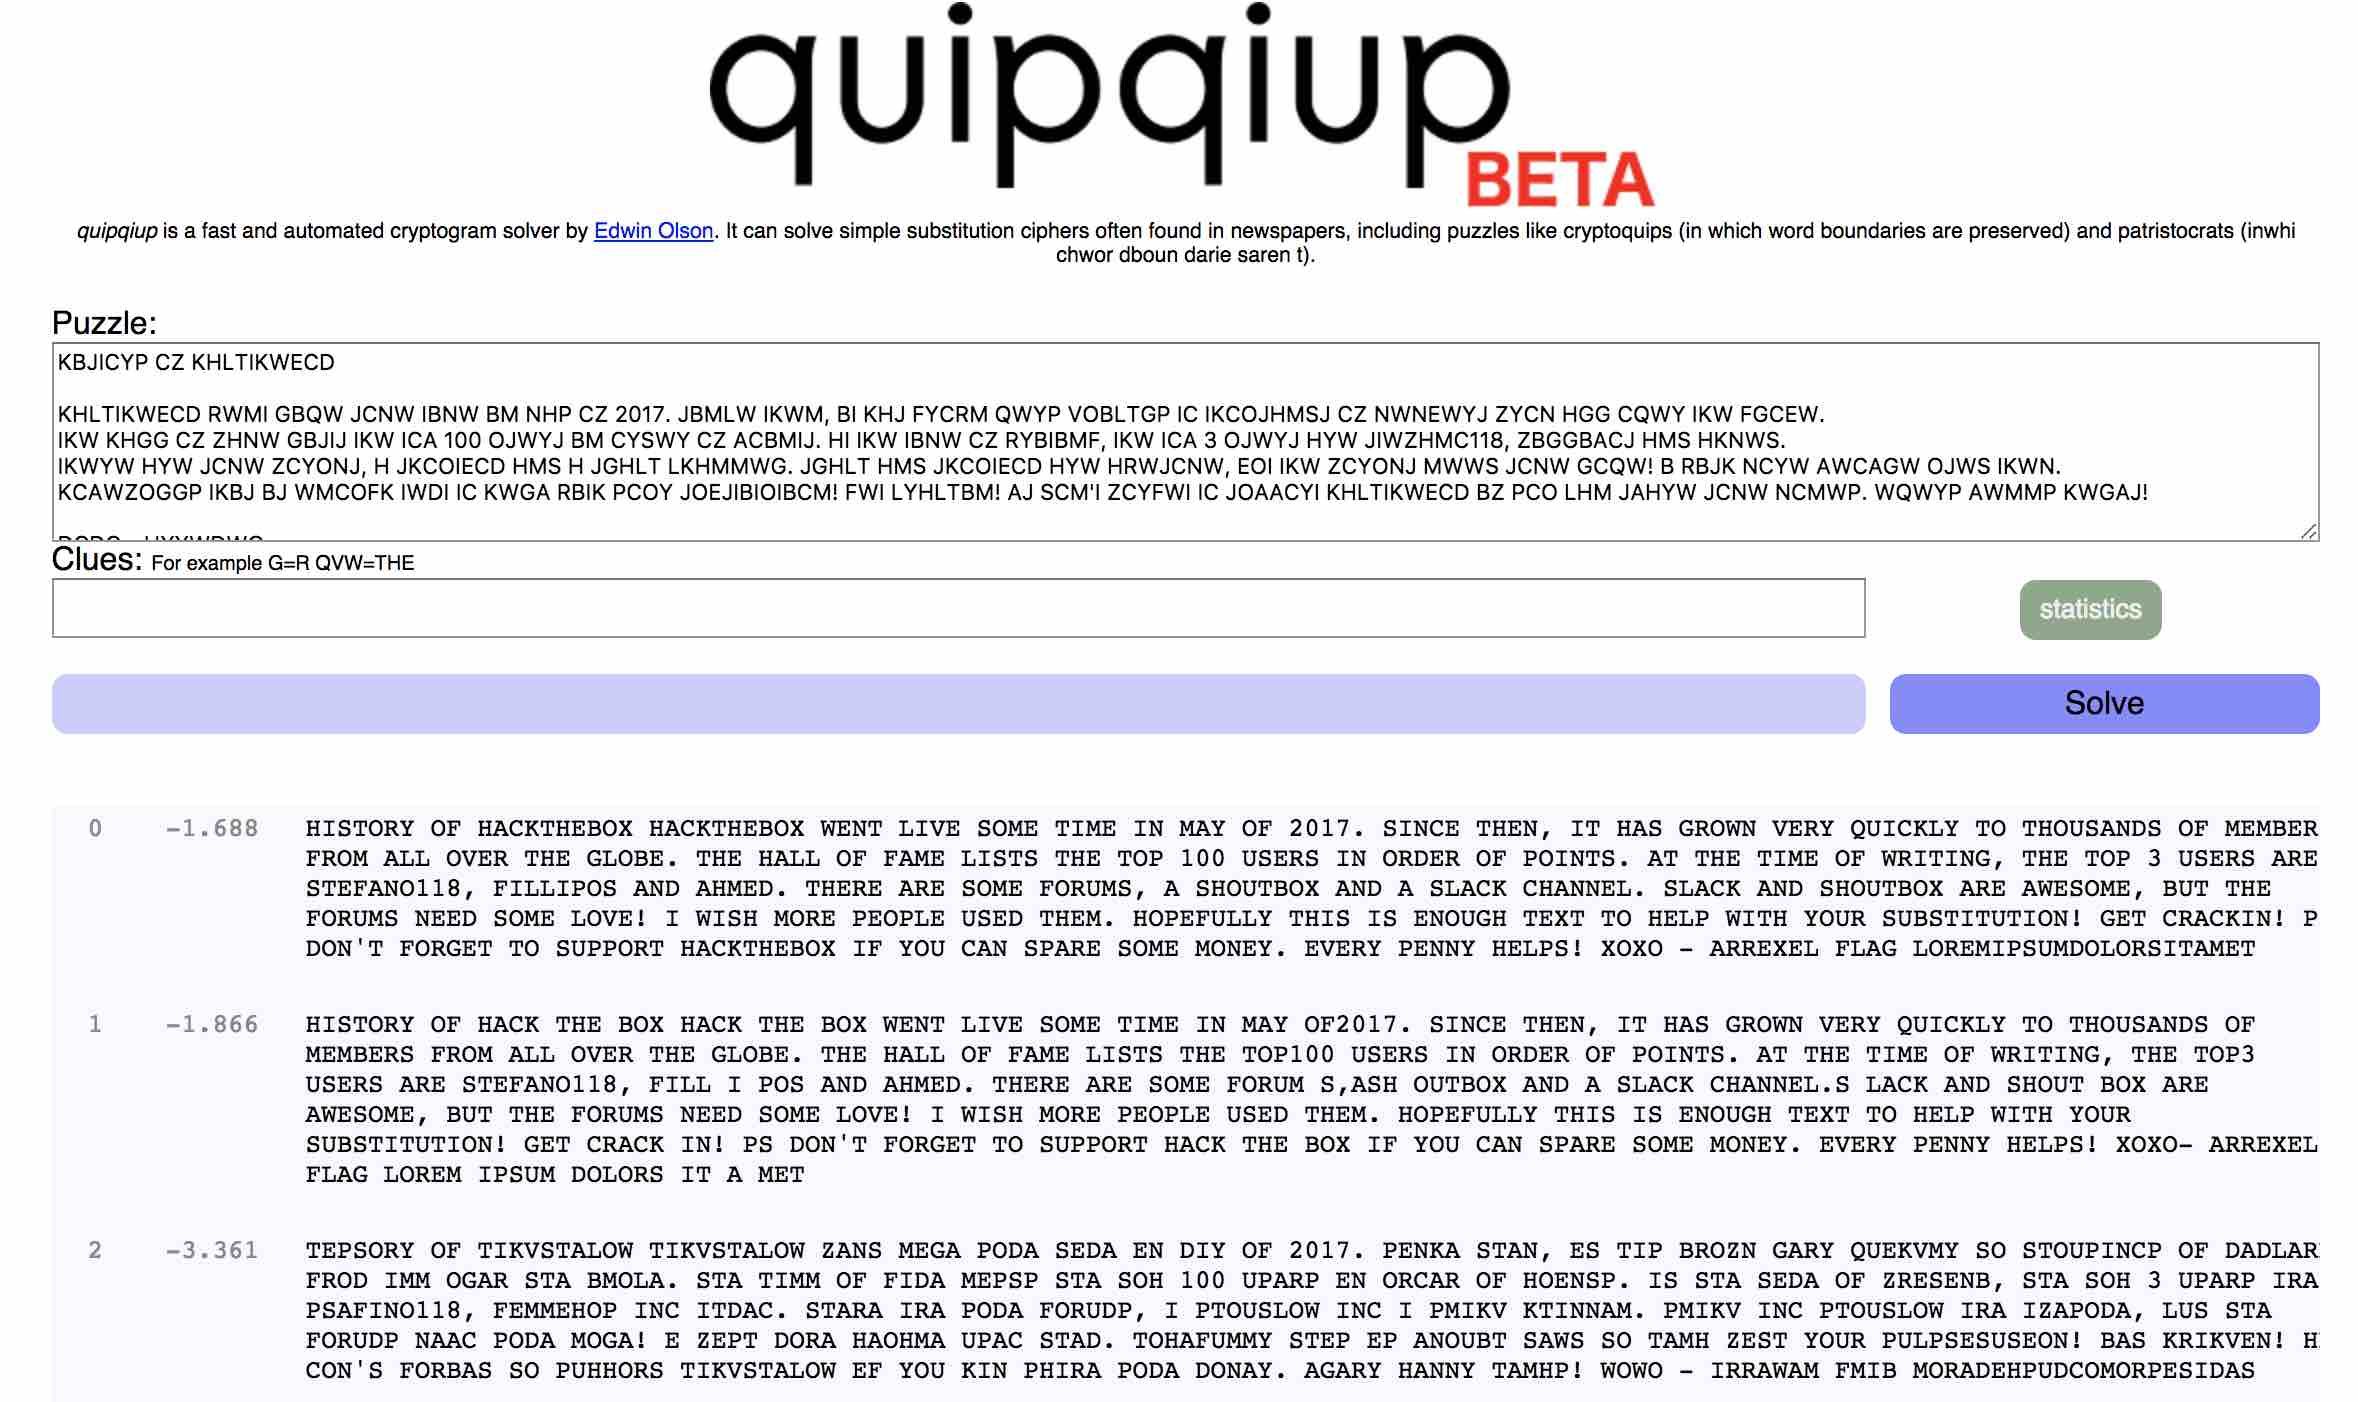 quipqiup
BETA
quipqiup is a fast and automated cryptogram solver by Edwin Olson. It can solve simple substitution ciphers often found in newspapers, including puzzles like cryptoquips (in which word boundaries are preserved) and patristocrats (inwhi
chwor dboun darie saren t).
Puzzle:
KBJICYP CZ KHLTIKWECD
KHLTIKWECD RWMI GBQW JCNW IBNW BM NHP CZ 2017. JBMLW IKWM, BI KHJ FYCRM QWYP VOBLTGP IC IKCOJHMSJ CZ NWNEWYJ ZYCN HGG CQWY IKW FGCEW.
IKW KHGG CZ ZHNW GBJIJ IKW ICA 100 OJWYJ BM CYSWY CZ ACBMIJ. HI IKW IBNW CZ RYBIBMF, IKW ICA 3 OJWYJ HYW JIWZHMC118, ZBGGBACJ HMS HKNWS.
IKWYW HYW JCNW ZCYONJ, H JKCOIECD HMS H JGHLT LKHMMWG. JGHLT HMS JKCOIECD HYW HRWJCNW, EOI IKW ZCYONJ MWWS JCNW GCQW! B RBJK NCYW AWCAGW OJWS IKWN.
KCAWZOGGP IKBJ BJ WMCOFK IWDI IC KWGA RBIK PCOY JOEJIBIOIBCM! FWI LYHLTBM! AJ SCM'I ZCYFWI IC JOAACYI KHLTIKWECD BZ PCO LHM JAHYW JCNW NCMWP. WQWYP AWMMP KWGAJ!
Clues: For example G=R QVW=THE
statistics
Solve
0 -1.688 HISTORY OF HACKTHEBOX HACKTHEBOX WENT LIVE SOME TIME IN MAY OF 2017. SINCE THEN, IT HAS GROWN VERY QUICKLY TO THOUSANDS OF MEMBER
FROM ALL OVER THE GLOBE. THE HALL OF FAME LISTS THE TOP 100 USERS IN ORDER OF POINTS. AT THE TIME OF WRITING, THE TOP 3 USERS ARE
STEFANO118, FILLIPOS AND AHMED. THERE ARE SOME FORUMS, A SHOUTBOX AND A SLACK CHANNEL. SLACK AND SHOUTBOX ARE AWESOME, BUT THE
FORUMS NEED SOME LOVE! I WISH MORE PEOPLE USED THEM. HOPEFULLY THIS IS ENOUGH TEXT TO HELP WITH YOUR SUBSTITUTION! GET CRACKIN! P
DON'T FORGET TO SUPPORT HACKTHEBOX IF YOU CAN SPARE SOME MONEY. EVERY PENNY HELPS! XOXO - ARREXEL FLAG LOREMIPSUMDOLORSITAMET
1 -1.866 HISTORY OF HACK THE BOX HACK THE BOX WENT LIVE SOME TIME IN MAY OF2017. SINCE THEN, IT HAS GROWN VERY QUICKLY TO THOUSANDS OF
MEMBERS FROM ALL OVER THE GLOBE. THE HALL OF FAME LISTS THE TOP100 USERS IN ORDER OF POINTS. AT THE TIME OF WRITING, THE TOP3
USERS ARE STEFANO118, FILL I POS AND AHMED. THERE ARE SOME FORUM S,ASH OUTBOX AND A SLACK CHANNEL.S LACK AND SHOUT BOX ARE
AWESOME, BUT THE FORUMS NEED SOME LOVE! I WISH MORE PEOPLE USED THEM. HOPEFULLY THIS IS ENOUGH TEXT TO HELP WITH YOUR
SUBSTITUTION! GET CRACK IN! PS DON'T FORGET TO SUPPORT HACK THE BOX IF YOU CAN SPARE SOME MONEY. EVERY PENNY HELPS! XOXO- ARREXEL
FLAG LOREM IPSUM DOLORS IT A MET
2 -3.361 TEPSORY OF TIKVSTALOW TIKVSTALOW ZANS MEGA PODA SEDA EN DIY OF 2017. PENKA STAN, ES TIP BROZN GARY QUEKVMY SO STOUPINCP OF DADLAR
FROD IMM OGAR STA BMOLA. STA TIMM OF FIDA MEPSP STA SOH 100 UPARP EN ORCAR OF HOENSP. IS STA SEDA OF ZRESENB, STA SOH 3 UPARP IRA
PSAFINO118, FEMMEHOP INC ITDAC. STARA IRA PODA FORUDP, I PTOUSLOW INC I PMIKV KTINNAM. PMIKV INC PTOUSLOW IRA IZAPODA, LUS STA
FORUDP NAAC PODA MOGA! E ZEPT DORA HAOHMA UPAC STAD. TOHAFUMMY STEP EP ANOUBT SAWS SO TAMH ZEST YOUR PULPSESUSEON! BAS KRIKVEN! H
CON'S FORBAS SO PUHHORS TIKVSTALOW EF YOU KIN PHIRA PODA DONAY. AGARY HANNY TAMHP! WOWO - IRRAWAM FMIB MORADEHPUDCOMORPESIDAS